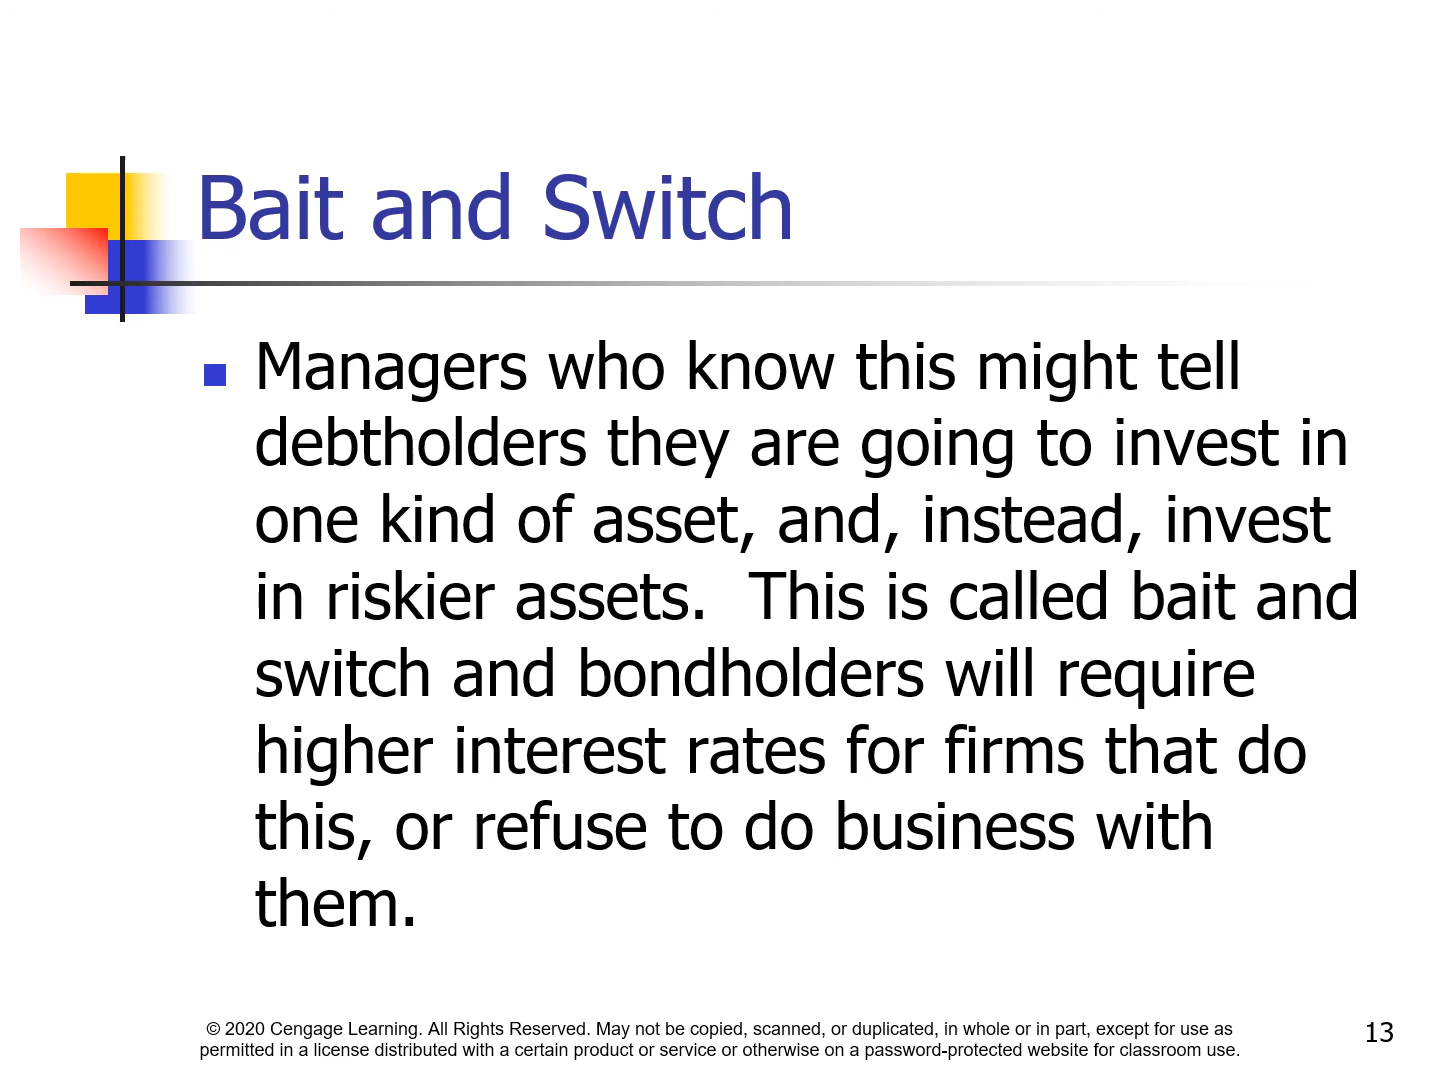 Bait and Switch
Managers who know this might tell
debtholders they are going to invest in
one kind of asset, and, instead, invest
in riskier assets.  This is called bait and
switch and bondholders will require
higher interest rates for firms that do
this, or refuse to do business with
them.
© 2020 Cengage Learning. All Rights Reserved. May not be copied, scanned, or duplicated, in whole or in part, except for use as
permitted in a license distributed with a certain product or service or otherwise on a password-protected website for classroom use.
13